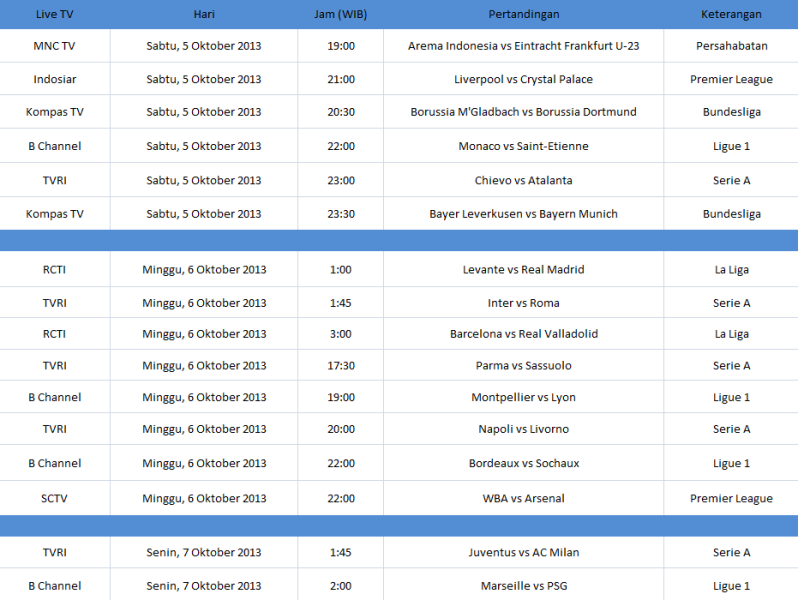 Live TV Hari Jam (WIB) Pertandingan Keterangan
MNC TV Sabtu, 5 Oktober 2013 19:00 Arema Indonesia vs Eintracht Frankfurt U-23 Persahabatan
Indosiar Sabtu, 5 Oktober 2013 21:00 Liverpool vs Crystal Palace Premier League
Kompas TV Sabtu, 5 Oktober 2013 20:30 Borussia M'Gladbach vs Borussia Dortmund Bundesliga
B Channel Sabtu, 5 Oktober 2013 22:00 Monaco vs Saint-Etienne Ligue 1
TVRI Sabtu, 5 Oktober 2013 23:00 Chievo vs Atalanta Serie A
Kompas TV Sabtu, 5 Oktober 2013 23:30 Bayer Leverkusen vs Bayern Munich Bundesliga
RCTI Minggu, 6 Oktober 2013 1:00 Levante vs Real Madrid La Liga
TVRI Minggu, 6 Oktober 2013 1:45 Inter vs Roma Serie A
RCTI Minggu, 6 Oktober 2013 3:00 Barcelona vs Real Valladolid La Liga
TVRI Minggu, 6 Oktober 2013 17:30 Parma vs Sassuolo Serie A
B Channel Minggu, 6 Oktober 2013 19:00 Montpellier vs Lyon Ligue 1
TVRI Minggu, 6 Oktober 2013 20:00 Napoli vs Livorno Serie A
B Channel Minggu, 6 Oktober 2013 22:00 Bordeaux vs Sochaux Ligue 1
SCTV Minggu, 6 Oktober 2013 22:00 WBA vs Arsenal Premier League
TVRI Senin, 7 Oktober 2013 1:45 Juventus vs AC Milan Serie A
B Channel Senin, 7 Oktober 2013 2:00 Marseille vs PSG Ligue 1